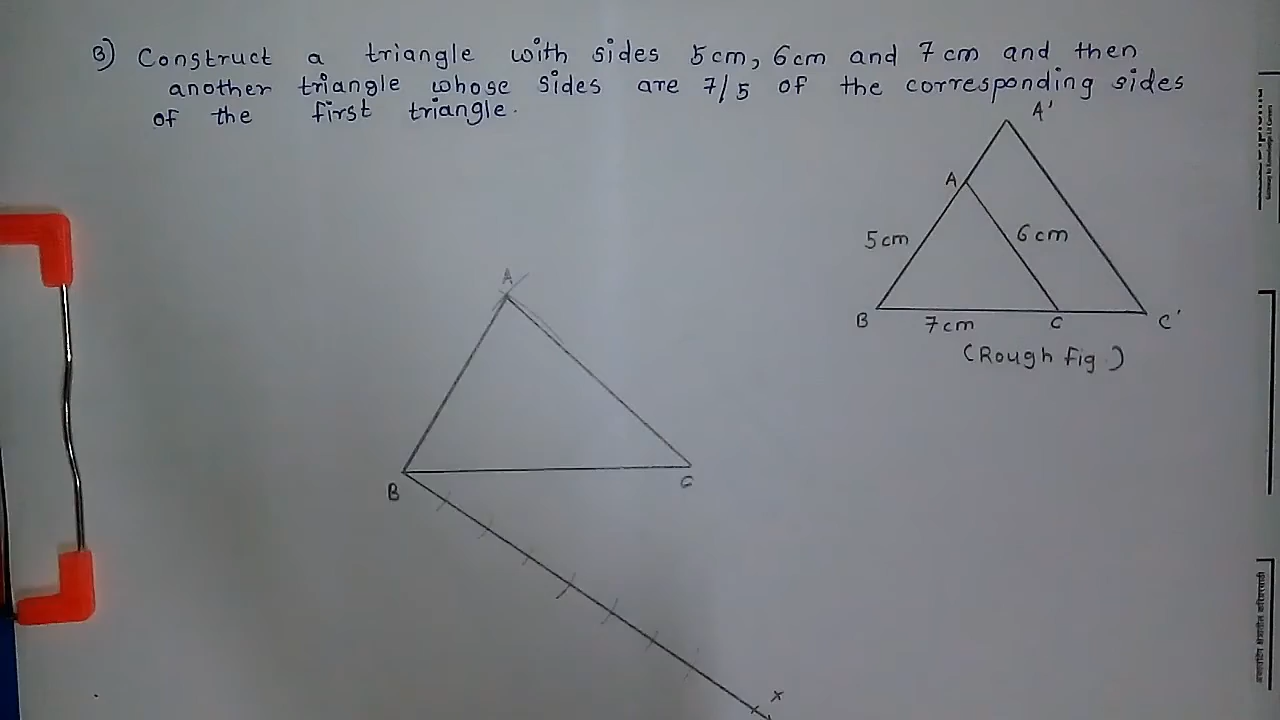 3) Construct a triangle with sides 5cm, 6cm and 7cm and then
another triangle whose sides are 7/5 of the corresponding sides
of the first triangle.
A'
A
5cm
6cm
B
7cm
C
C'
(Rough fig.)
A
B
C
X